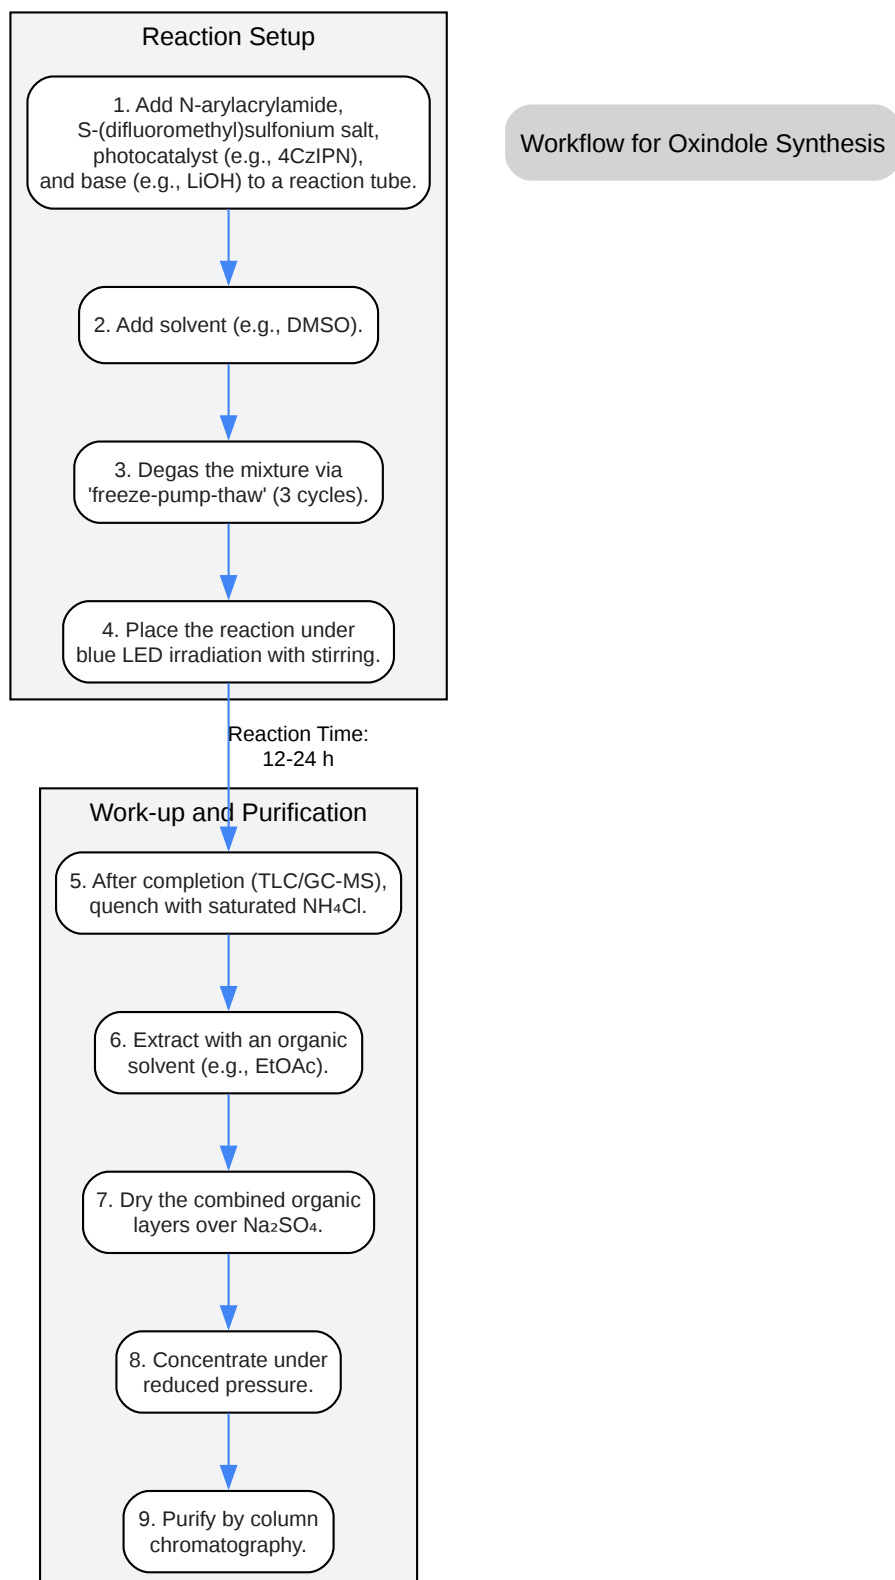 Reaction Setup
1. Add N-arylacrylamide,
S-(difluoromethyl)sulfonium salt,
photocatalyst (e.g., 4CzIPN),
and base (e.g., LiOH) to a reaction tube.
Workflow for Oxindole Synthesis
2. Add solvent (e.g., DMSO).
3. Degas the mixture via
'freeze-pump-thaw' (3 cycles).
4. Place the reaction under
blue LED irradiation with stirring.
Reaction Time:
12-24 h
Work-up and Purification
5. After completion (TLC/GC-MS),
quench with saturated NH₄Cl.
6. Extract with an organic
solvent (e.g., EtOAc).
7. Dry the combined organic
layers over Na₂SO₄.
8. Concentrate under
reduced pressure.
9. Purify by column
chromatography.